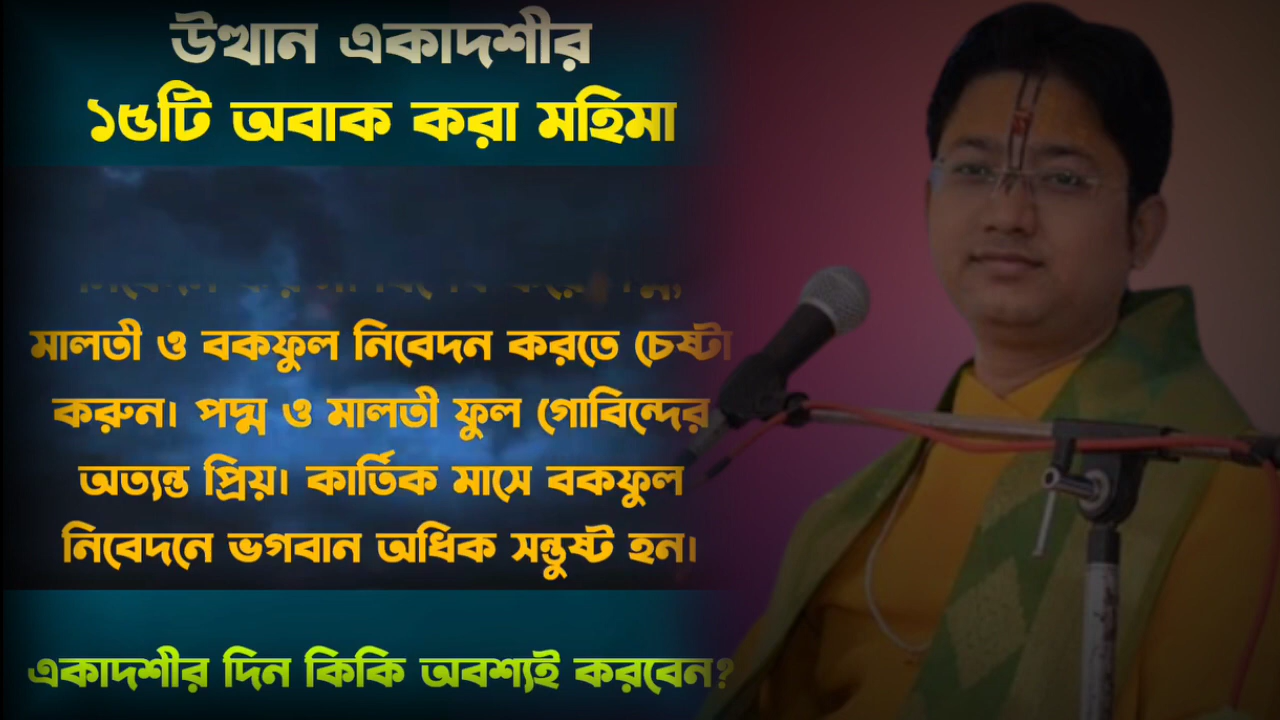 উত্থান একাদশীর
১৫টি অবাক করা মহিমা
মালতী ও বকফুল নিবেদন করতে চেষ্টা
করুন। পদ্ম ও মালতী ফুল গোবিন্দের
অত্যন্ত প্রিয়। কার্তিক মাসে বকফুল
নিবেদনে ভগবান অধিক সন্তুষ্ট হন।
একাদশীর দিন কিকি অবশ্যই করবেন?